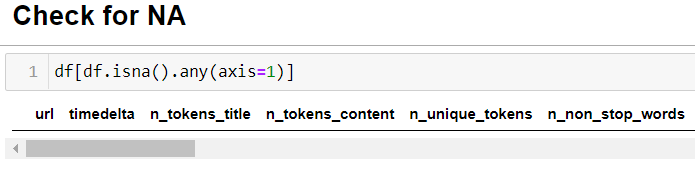 Check for NA
1 df[df.isna().any(axis=1)]
url timedelta n_tokens_title n_tokens_content n_unique_tokens n_non_stop_words